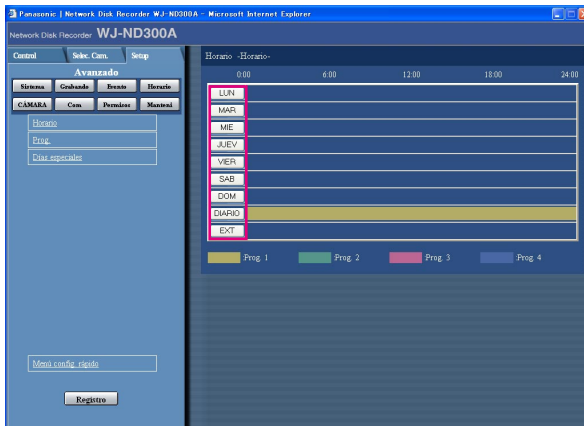 Panasonic | Network Disk Recorder WJ-ND300A - Microsoft Internet Explorer
Network Disk Recorder WJ-ND300A
Control Selec. Cam. Setup
Avanzado
Sistema Grabando Evento Horario
CÁMARA Com Permisos Manteni
Horario
Prog.
Días especiales
Menú config. rápido
Registro
Horario -Horario-
0:00 6:00 12:00 18:00 24:00
LUN
MAR
MIE
JUEV
VIER
SAB
DOM
DIARIO
EXT
:Prog. 1 :Prog. 2 :Prog. 3 :Prog. 4